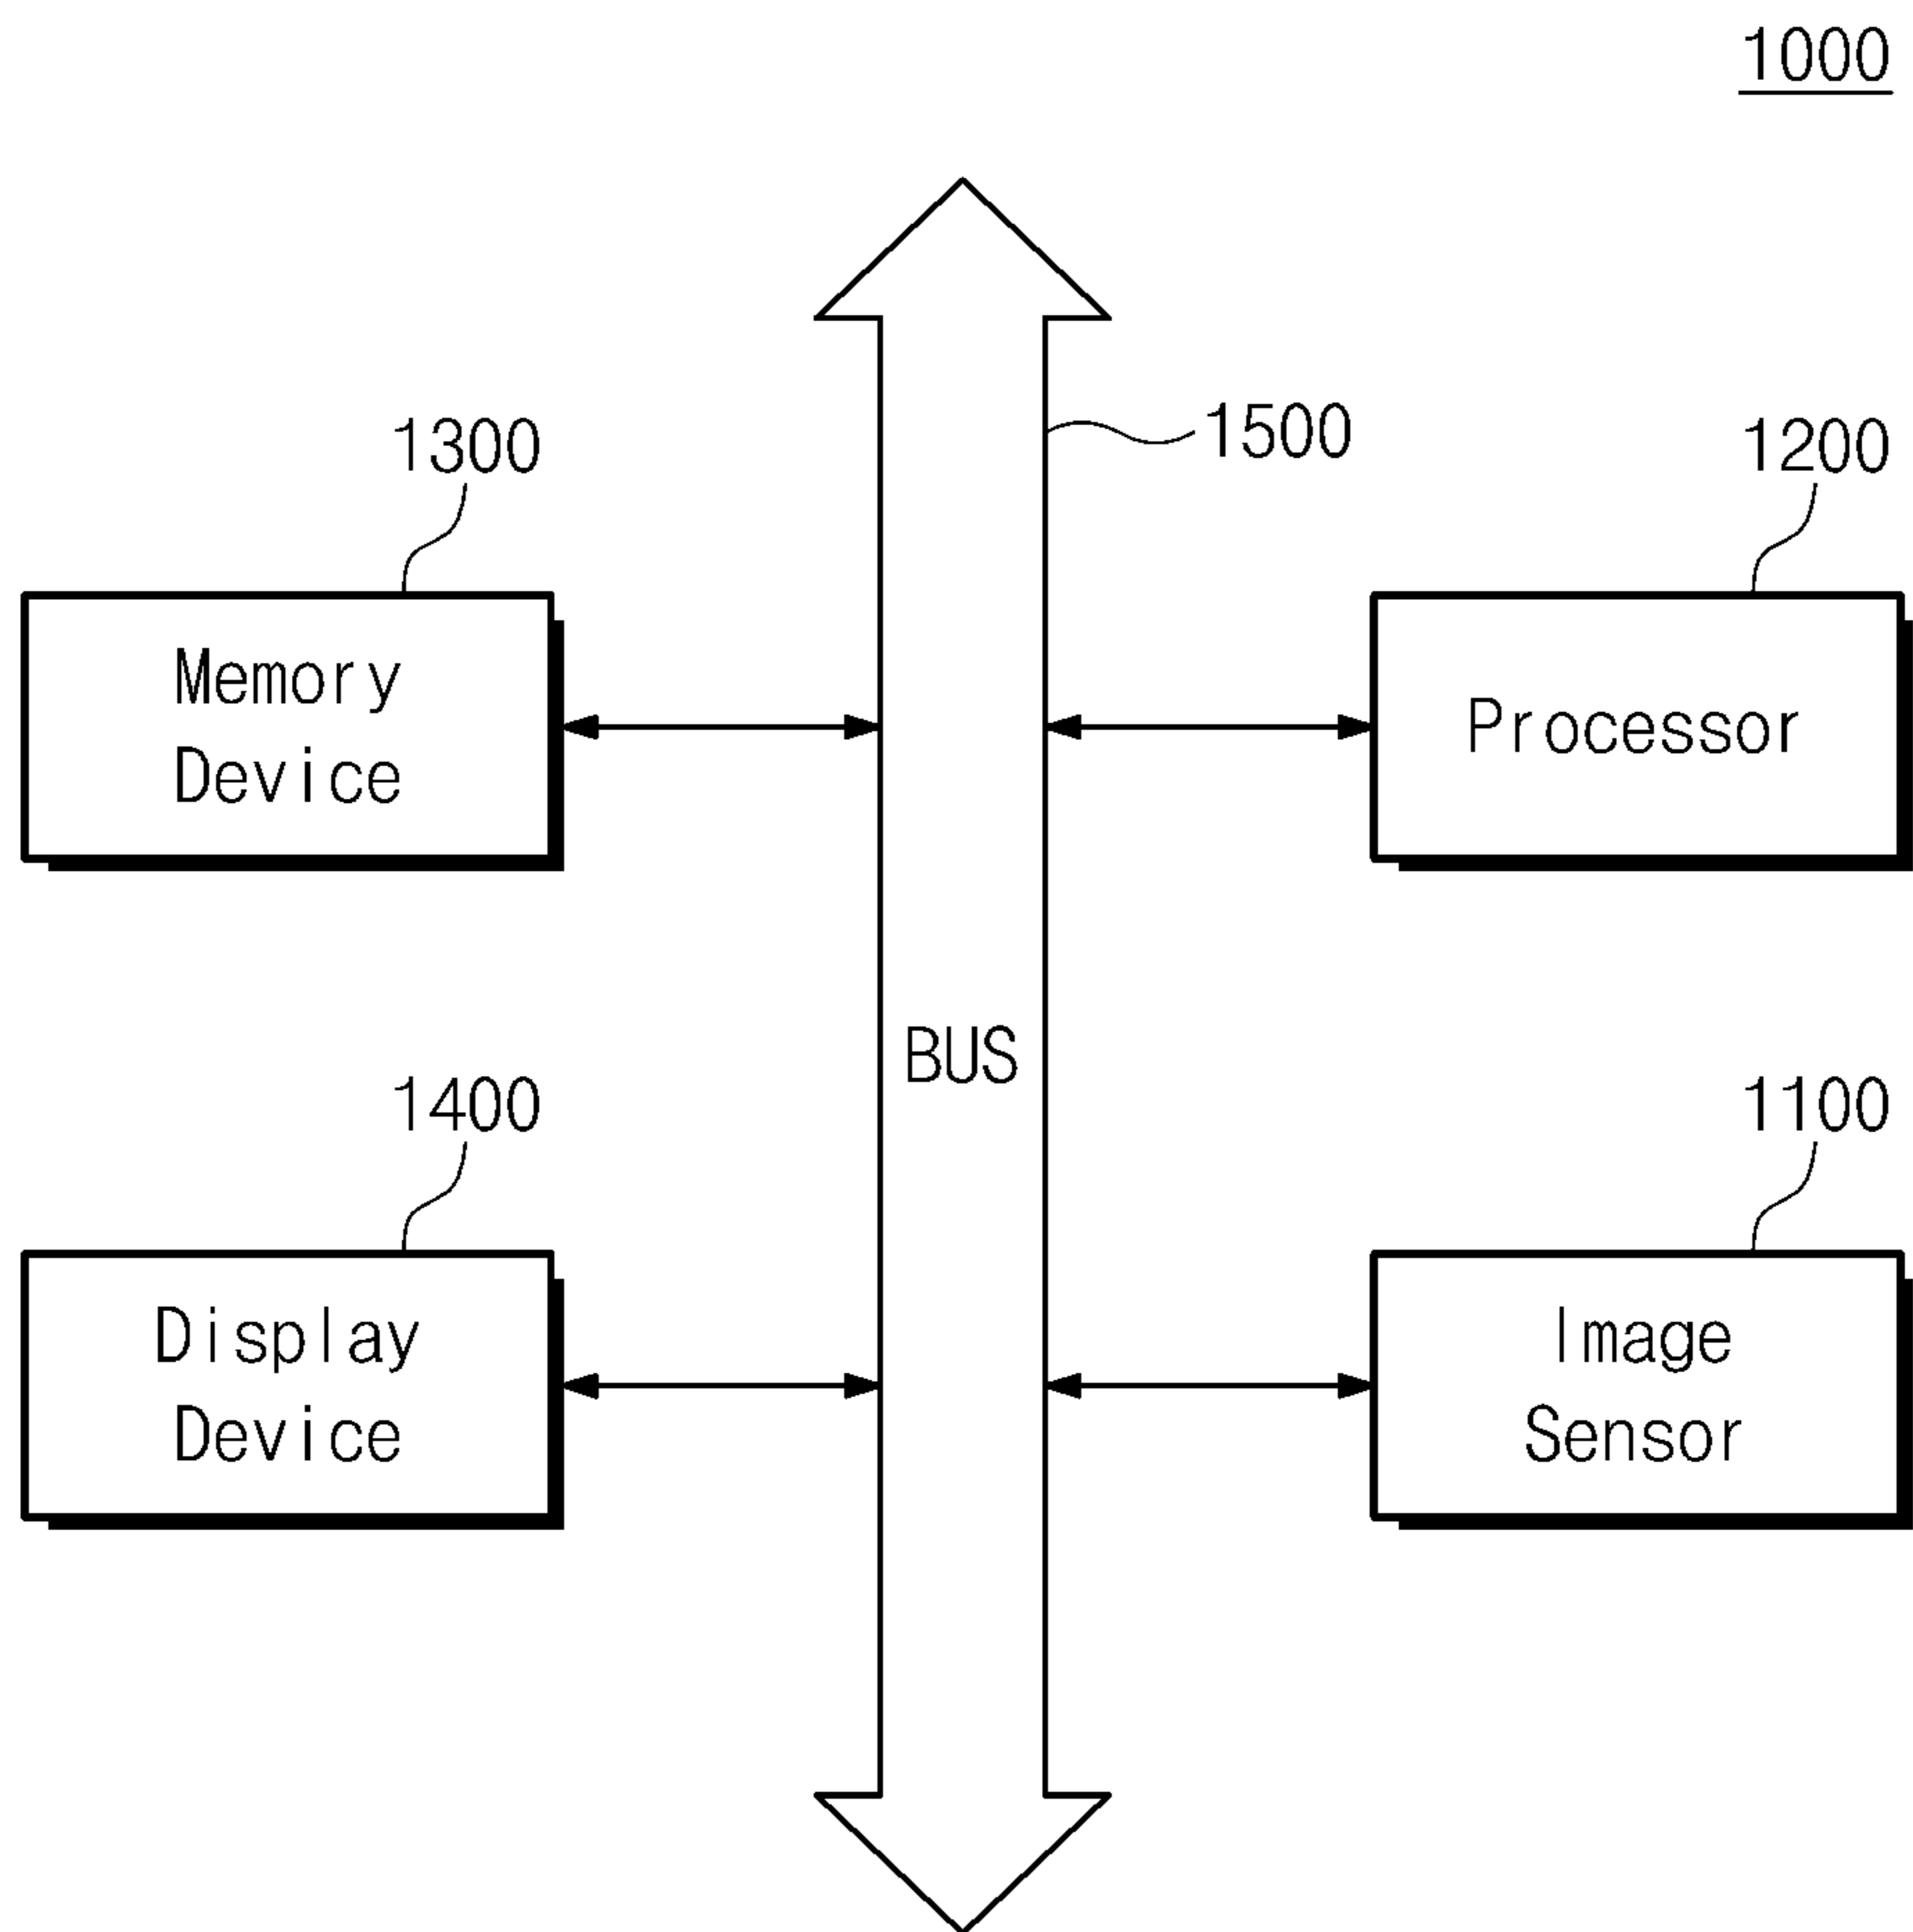 1000
1300
1500
1200
Memory
Device
Processor
BUS
1400
1100
Display
Device
Image
Sensor